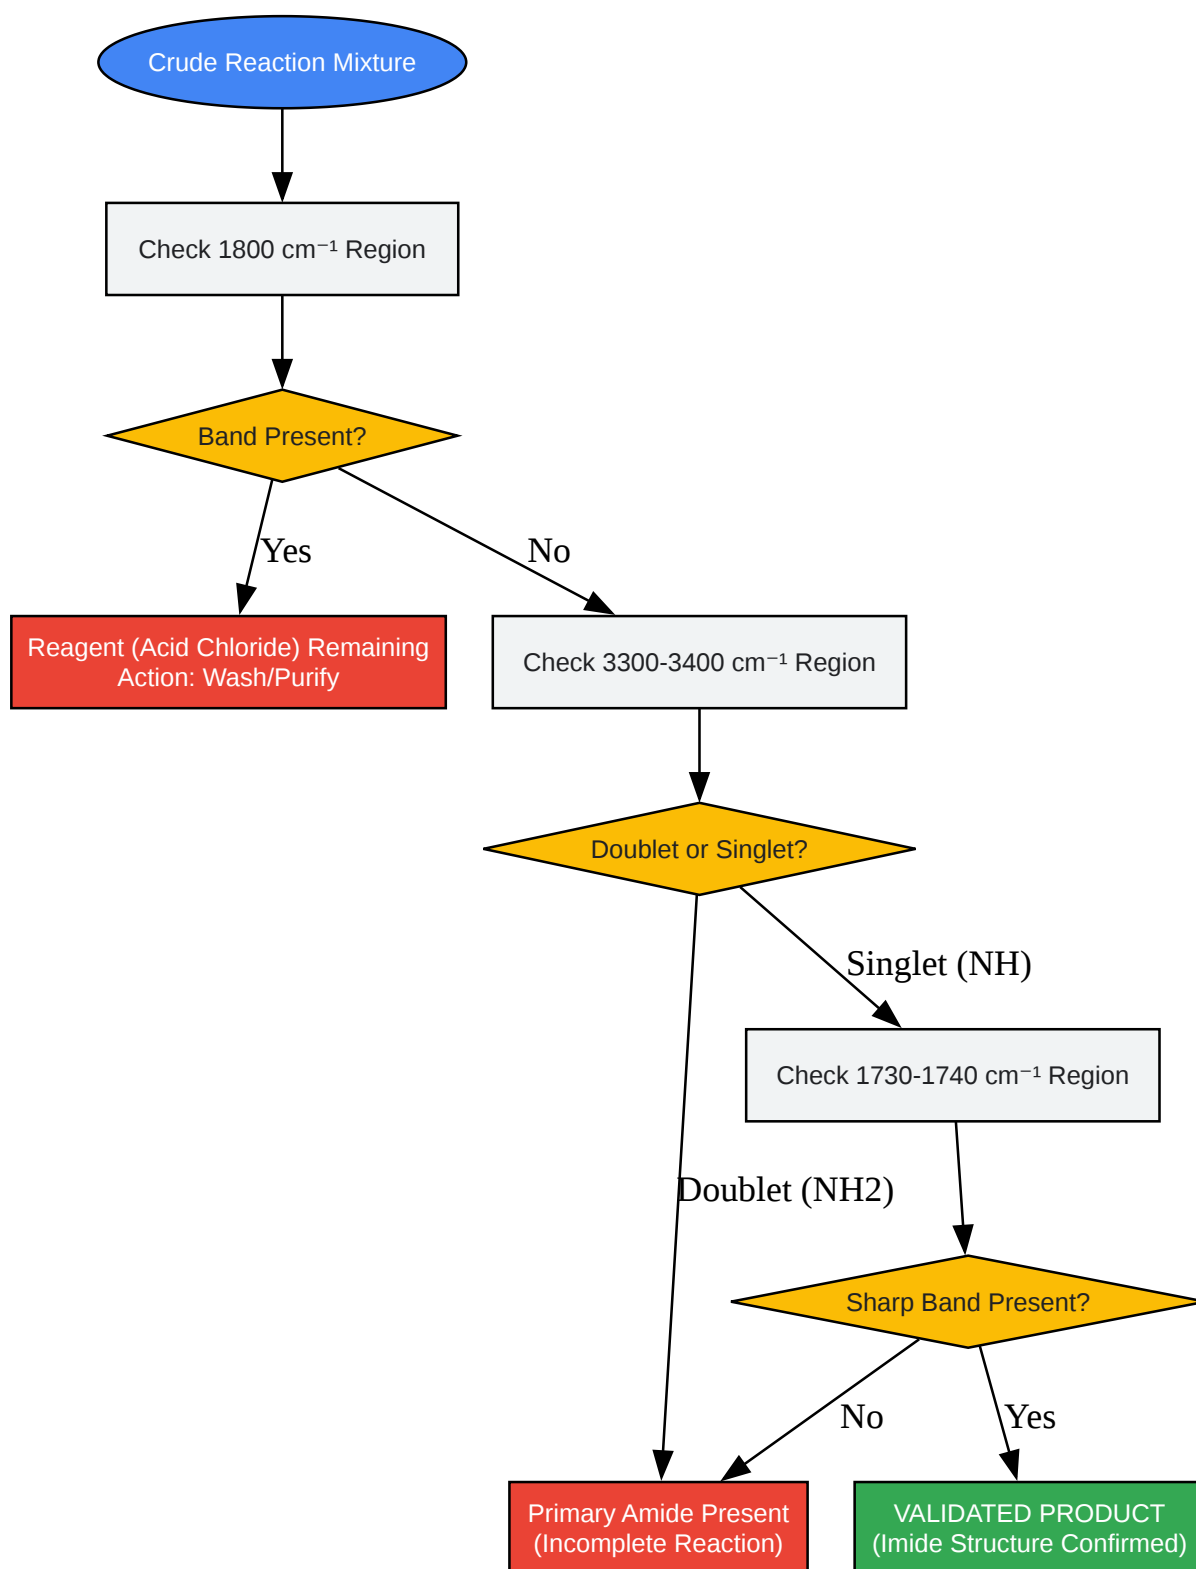 Crude Reaction Mixture
Check 1800 cm⁻¹ Region
Band Present?
Yes
No
Reagent (Acid Chloride) Remaining
Action: Wash/Purify
Check 3300-3400 cm⁻¹ Region
Doublet or Singlet?
Singlet (NH)
Check 1730-1740 cm⁻¹ Region
Doublet (NH2)
Sharp Band Present?
No
Yes
Primary Amide Present
(Incomplete Reaction)
VALIDATED PRODUCT
(Imide Structure Confirmed)